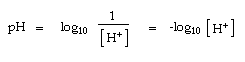 pH = log₁₀ 1/[H⁺] = -log₁₀ [H⁺]